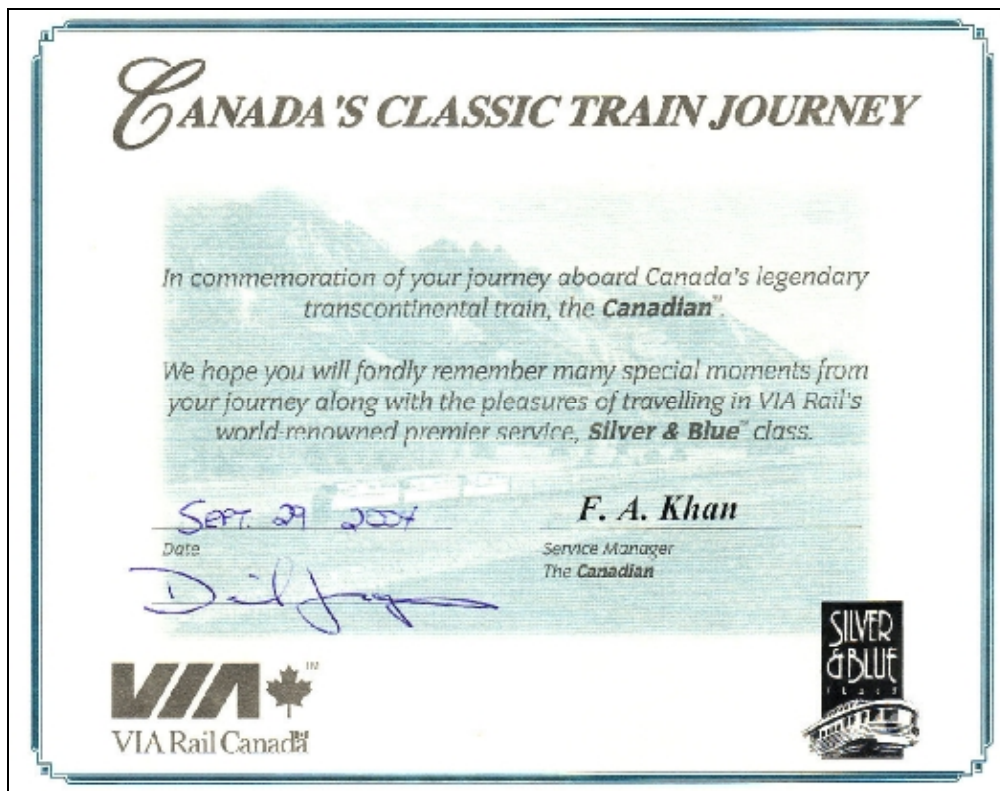 CANADA'S CLASSIC TRAIN JOURNEY
In commemoration of your journey aboard Canada's legendary
transcontinental train, the Canadian™.
We hope you will fondly remember many special moments from
your journey along with the pleasures of travelling in VIA Rail's
world-renowned premier service, Silver & Blue™ class.
SEPT. 29 2004
F. A. Khan
Date
Service Manager
The Canadian
SILVER
& BLUE
CLASS
VIA™
VIA Rail Canada